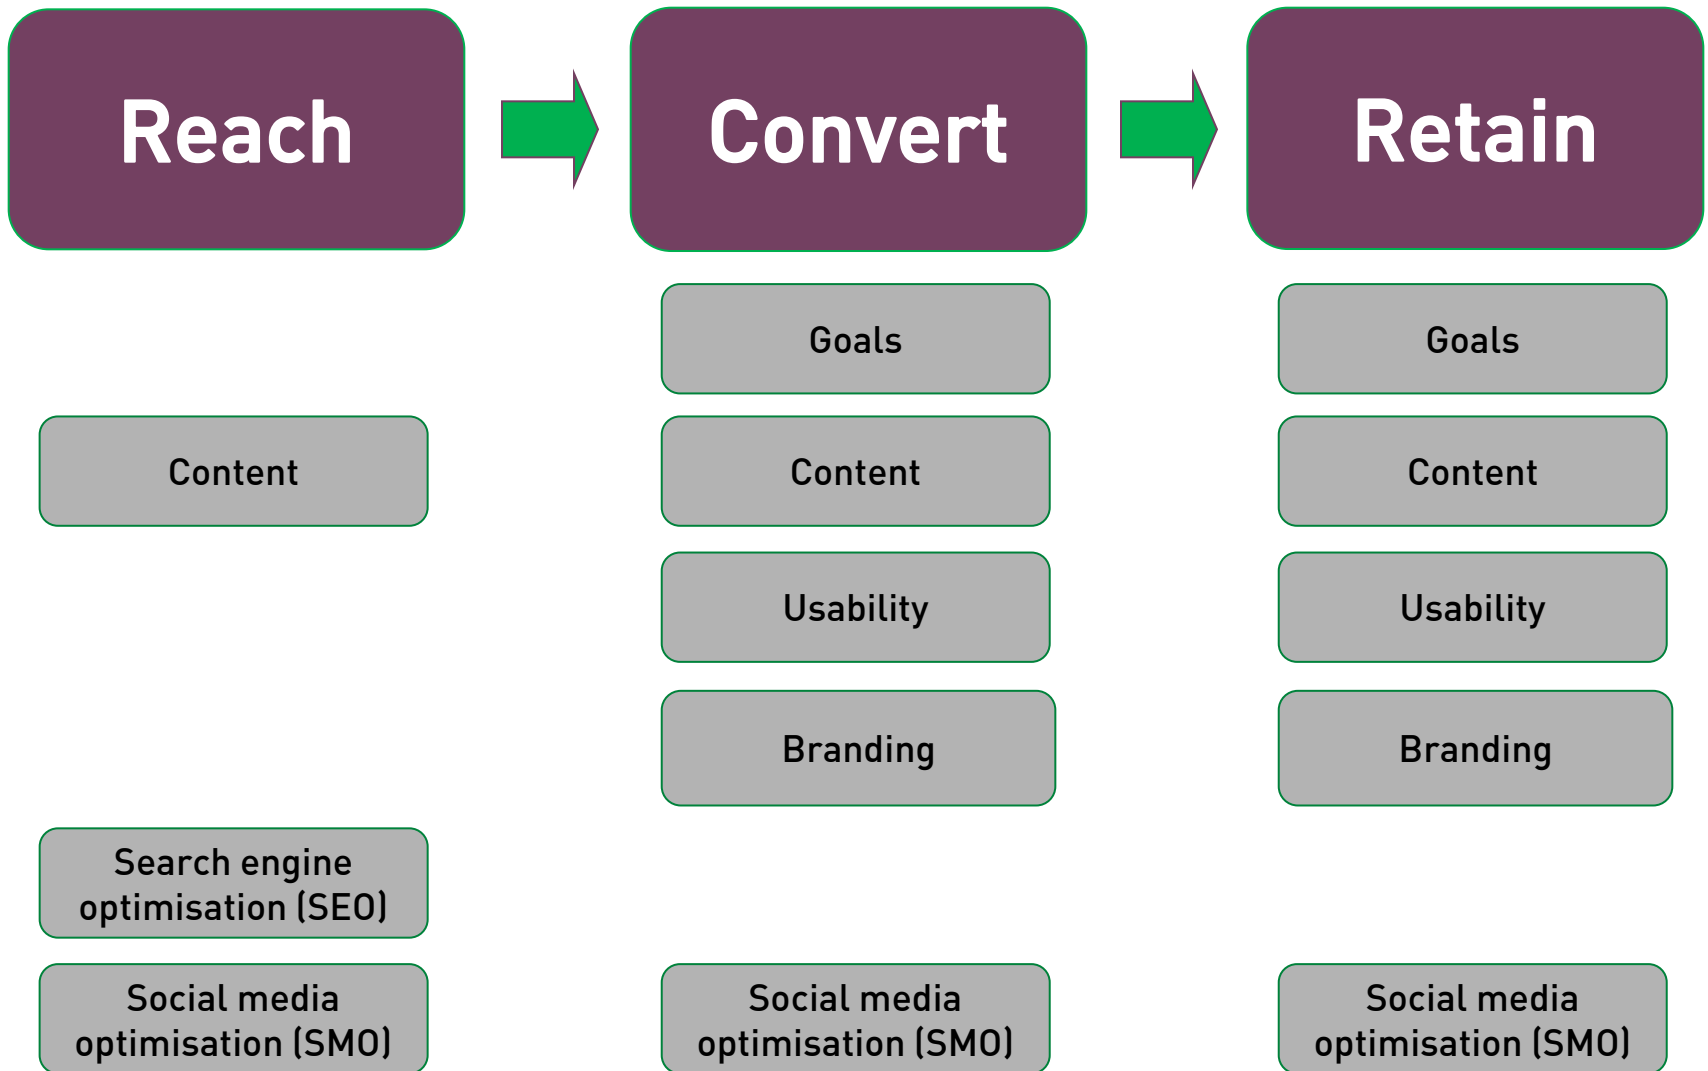 Reach
Convert
Retain
Goals
Goals
Content
Content
Content
Usability
Usability
Branding
Branding
Search engine
optimisation (SEO)
Social media
optimisation (SMO)
Social media
optimisation (SMO)
Social media
optimisation (SMO)